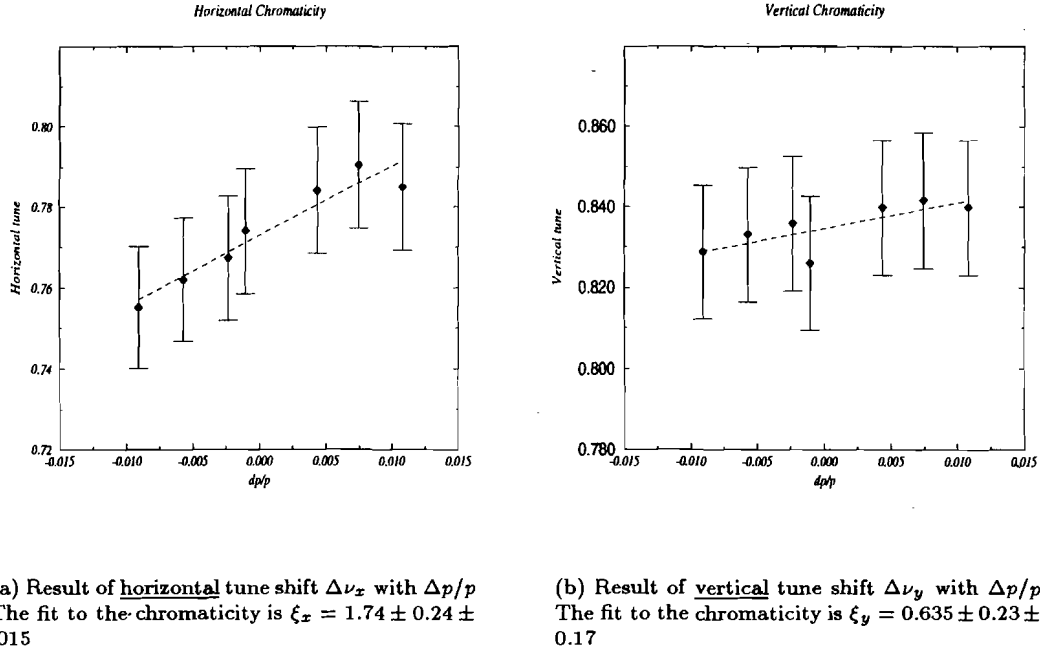 Horizontal Chromaticity
0.80
0.78
0.76
0.74
0.72
Horizontal tune
-0.015 -0.010 -0.005 0.000 0.005 0.010 0.015
dp/p
Vertical Chromaticity
0.860
0.840
0.820
0.800
0.780
Vertical tune
-0.015 -0.010 -0.005 0.000 0.005 0.010 0.015
dp/p
a) Result of horizontal tune shift Δν_x with Δp/p
The fit to the chromaticity is ξ_x = 1.74 ± 0.24 ±
015
(b) Result of vertical tune shift Δν_y with Δp/p
The fit to the chromaticity is ξ_y = 0.635 ± 0.23 ±
0.17